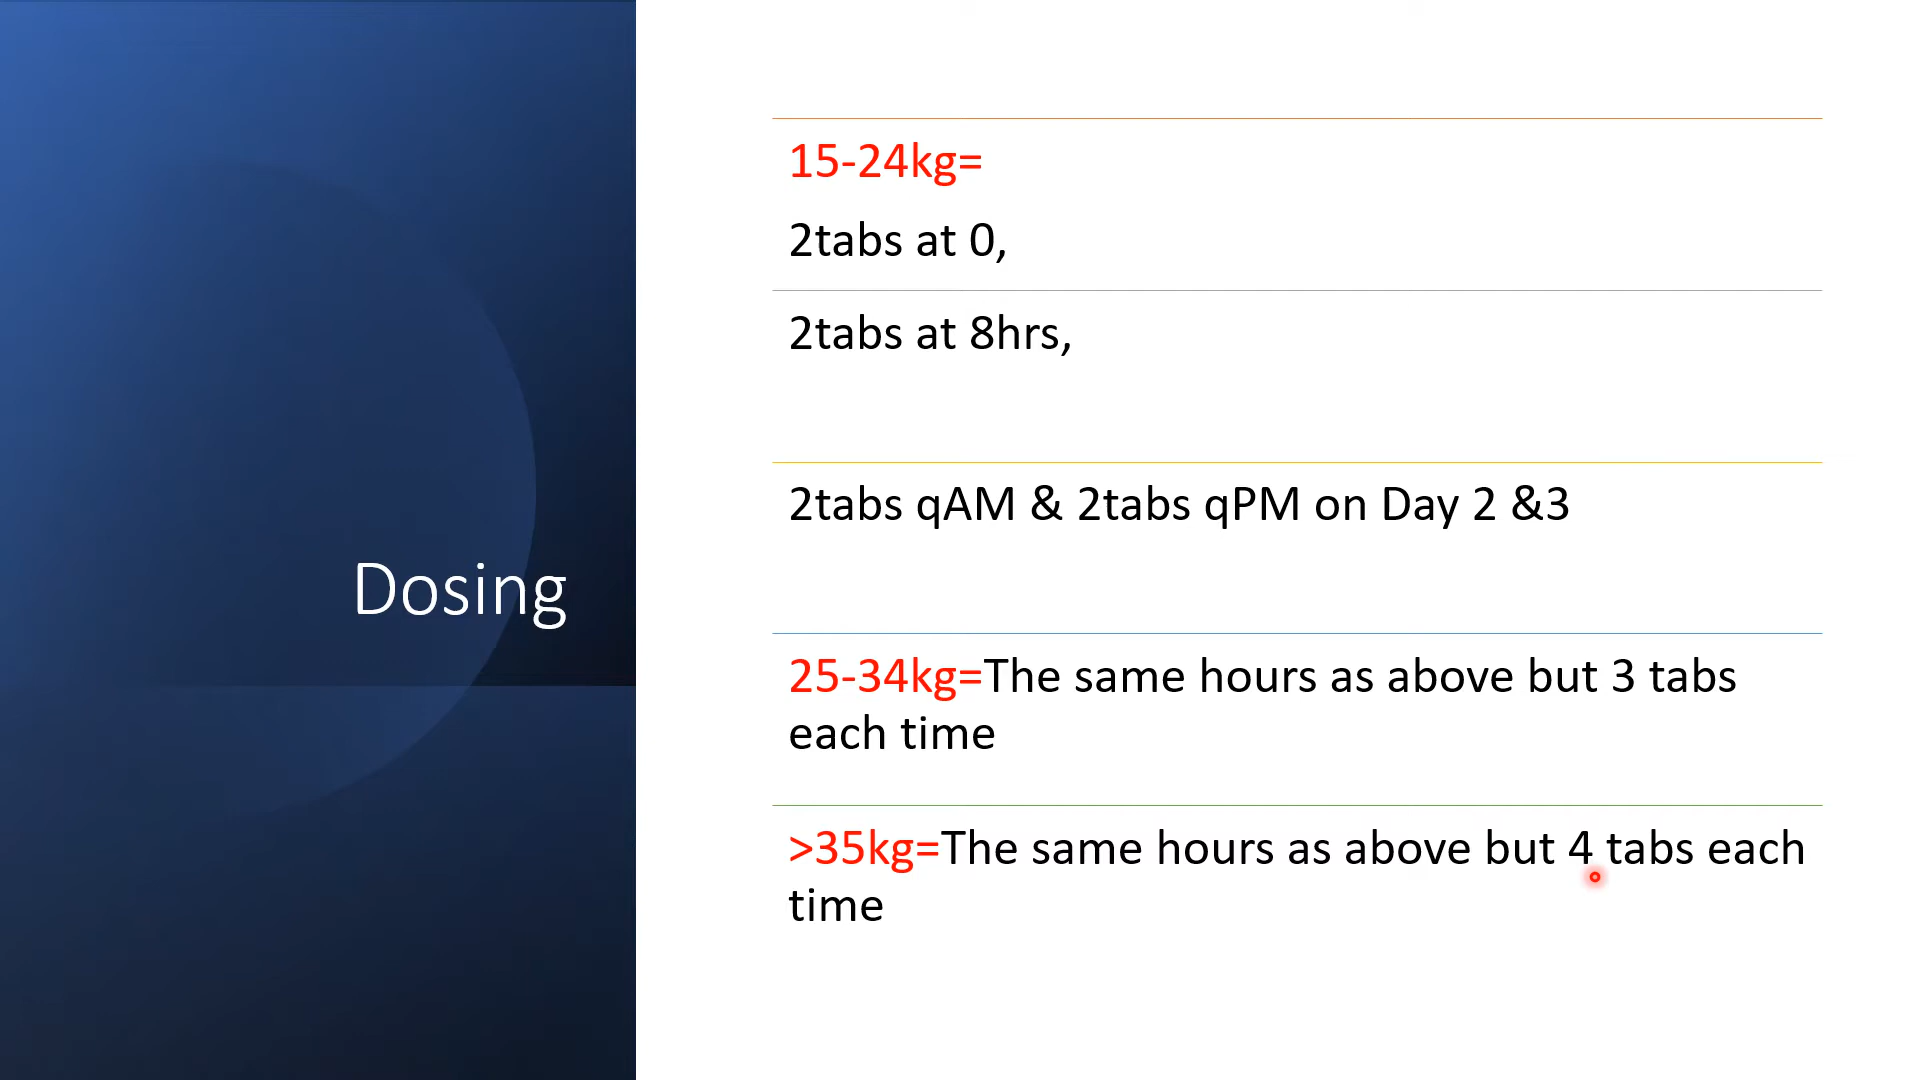 Dosing
15-24kg=
2tabs at 0,
2tabs at 8hrs,
2tabs qAM & 2tabs qPM on Day 2 &3
25-34kg=The same hours as above but 3 tabs
each time
>35kg=The same hours as above but 4 tabs each
time